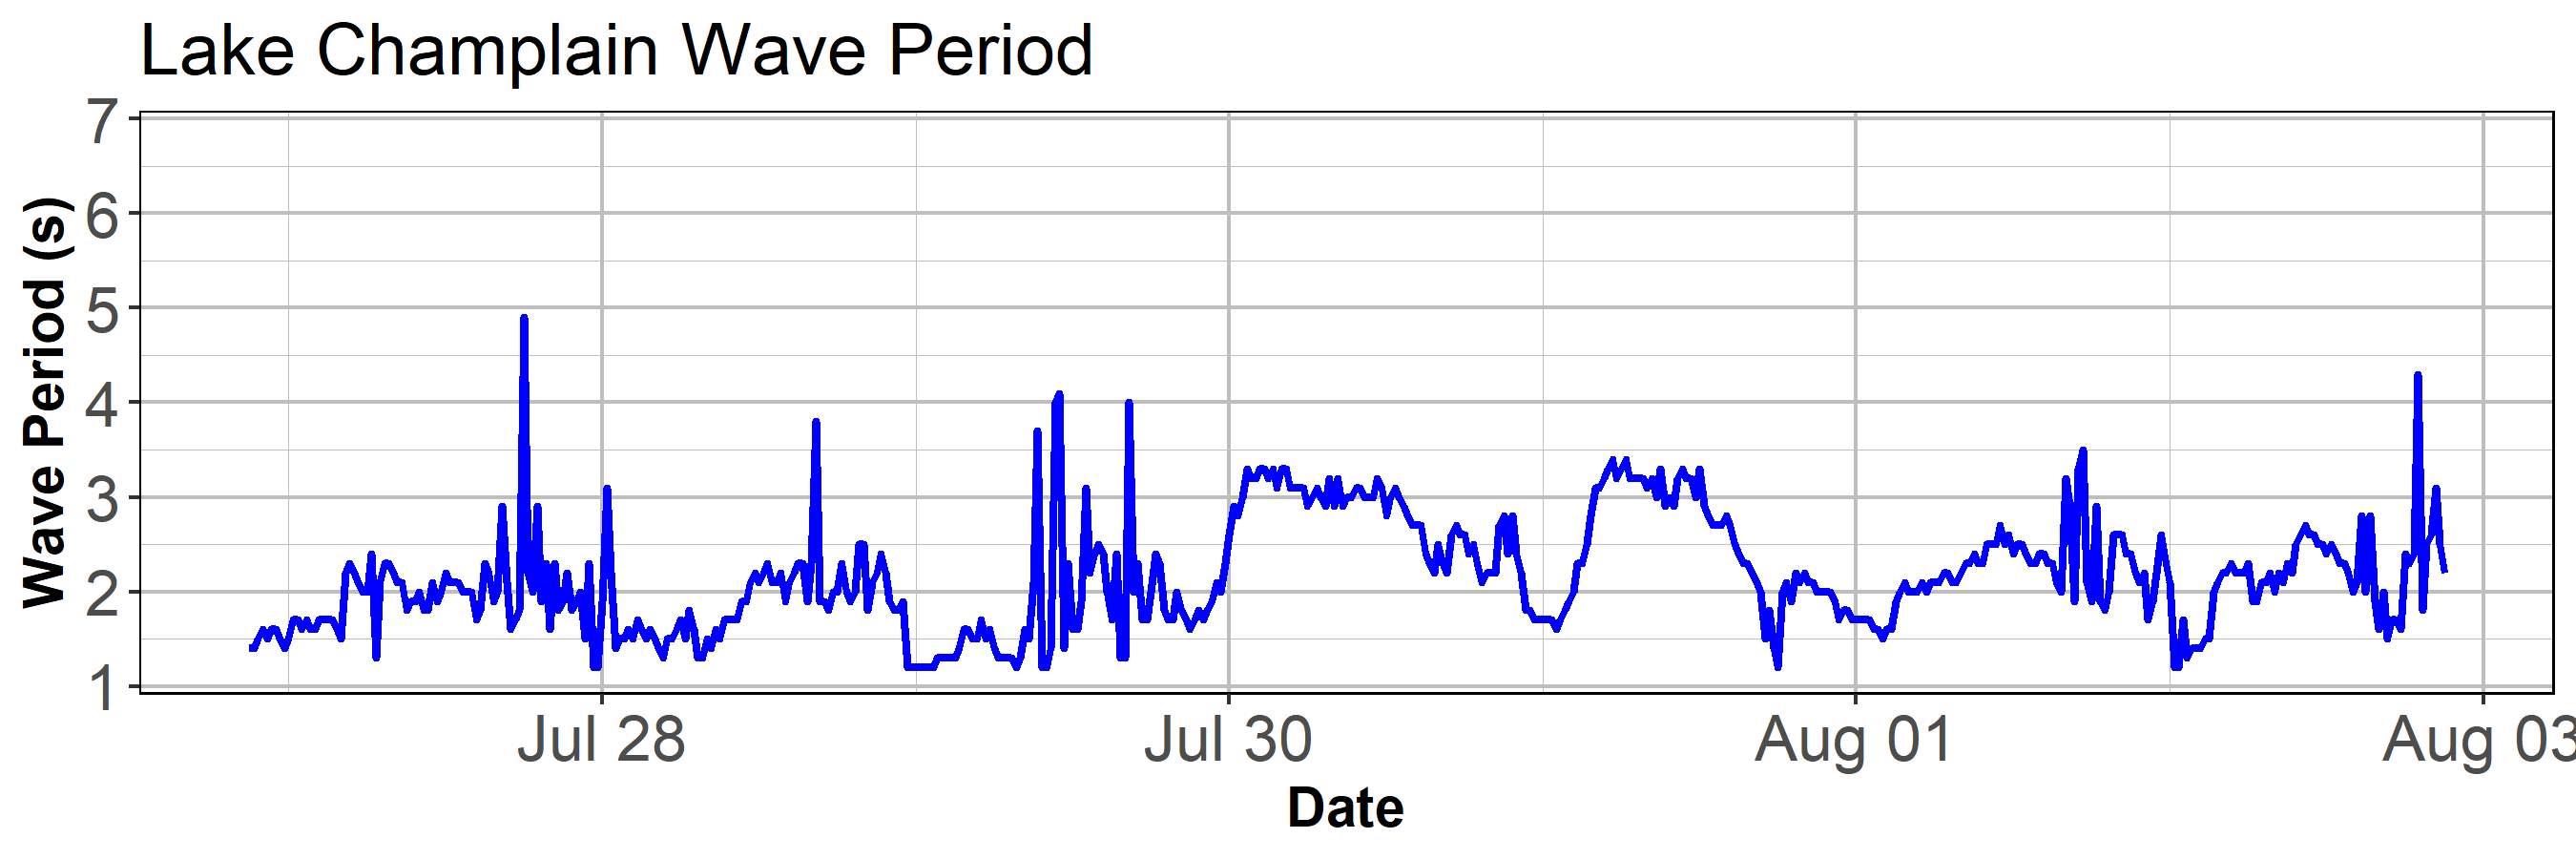 Lake Champlain Wave Period
Wave Period (s)
7
6
5
4
3
2
1
Jul 28
Jul 30
Aug 01
Aug 03
Date